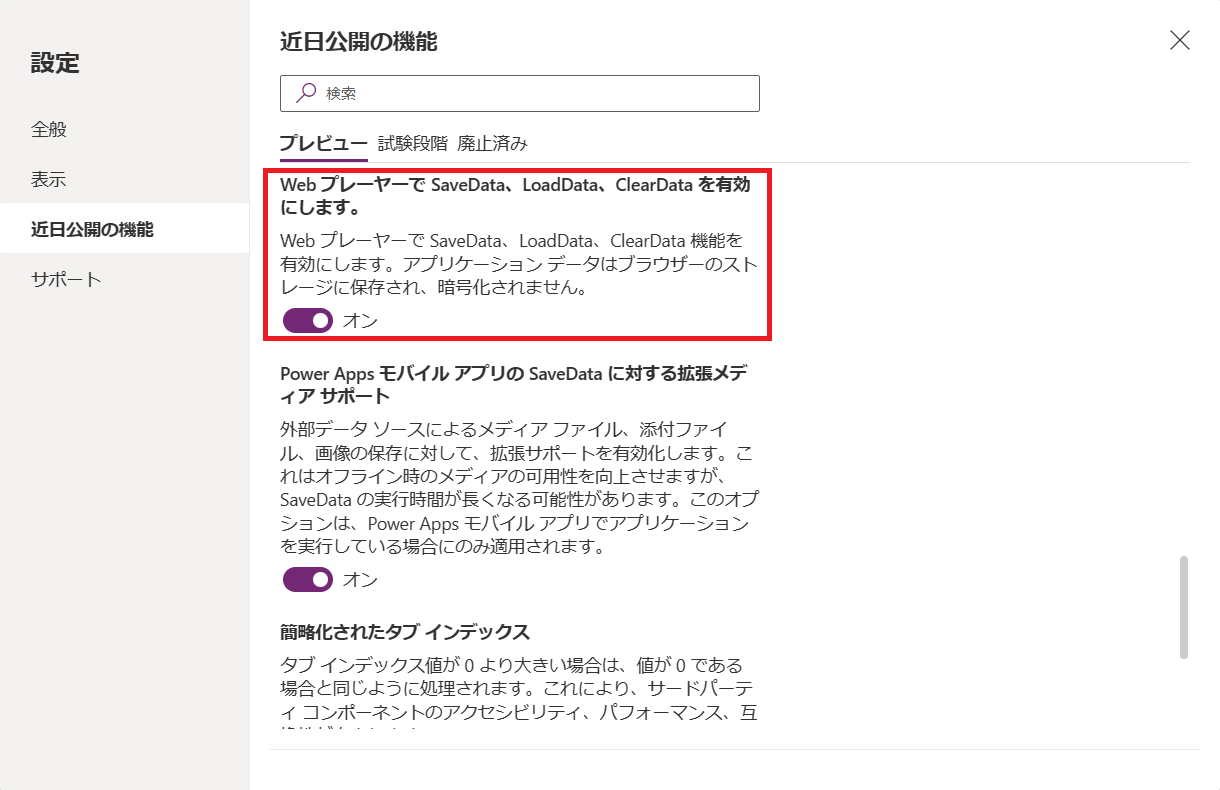 設定
全般
表示
近日公開の機能
サポート
近日公開の機能
検索
プレビュー 試験段階 廃止済み
Web プレーヤーで SaveData、LoadData、ClearData を有効
にします。
Web プレーヤーで SaveData、LoadData、ClearData 機能を
有効にします。アプリケーション データはブラウザーのスト
レージに保存され、暗号化されません。
オン
Power Apps モバイル アプリの SaveData に対する拡張メデ
ィア サポート
外部データ ソースによるメディア ファイル、添付ファイ
ル、画像の保存に対して、拡張サポートを有効化します。こ
れはオフライン時のメディアの可用性を向上させますが、
SaveData の実行時間が長くなる可能性があります。このオプ
ションは、Power Apps モバイル アプリでアプリケーション
を実行している場合にのみ適用されます。
オン
簡略化されたタブ インデックス
タブ インデックス値が 0 より大きい場合は、値が 0 である
場合と同じように処理されます。これにより、サードパーテ
ィ コンポーネントのアクセシビリティ、パフォーマンス、互